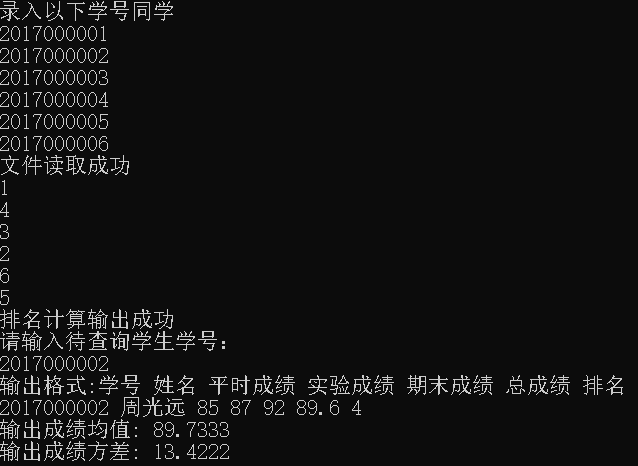 录入以下学号同学
2017000001
2017000002
2017000003
2017000004
2017000005
2017000006
文件读取成功
1
4
3
2
6
5
排名计算输出成功
请输入待查询学生学号:
2017000002
输出格式:学号 姓名 平时成绩 实验成绩 期末成绩 总成绩 排名
2017000002 周光远 85 87 92 89.6 4
输出成绩均值: 89.7333
输出成绩方差: 13.4222